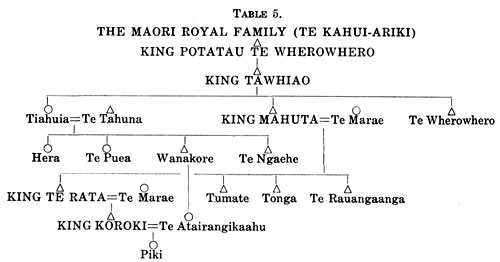 TABLE 5.
THE MAORI ROYAL FAMILY (TE KAHUI-ARIKI)
KING POTATAU TE WHEROWHERO
KING TAWHIAO
Tiahuia=Te Tahuna KING MAHUTA=Te Marae Te Wherowhero
Hera Te Puea Wanakore Te Ngaehe
KING TE RATA=Te Marae Tumate Tonga Te Rauangaanga
KING KOROKI=Te Atairangikaahu
Piki